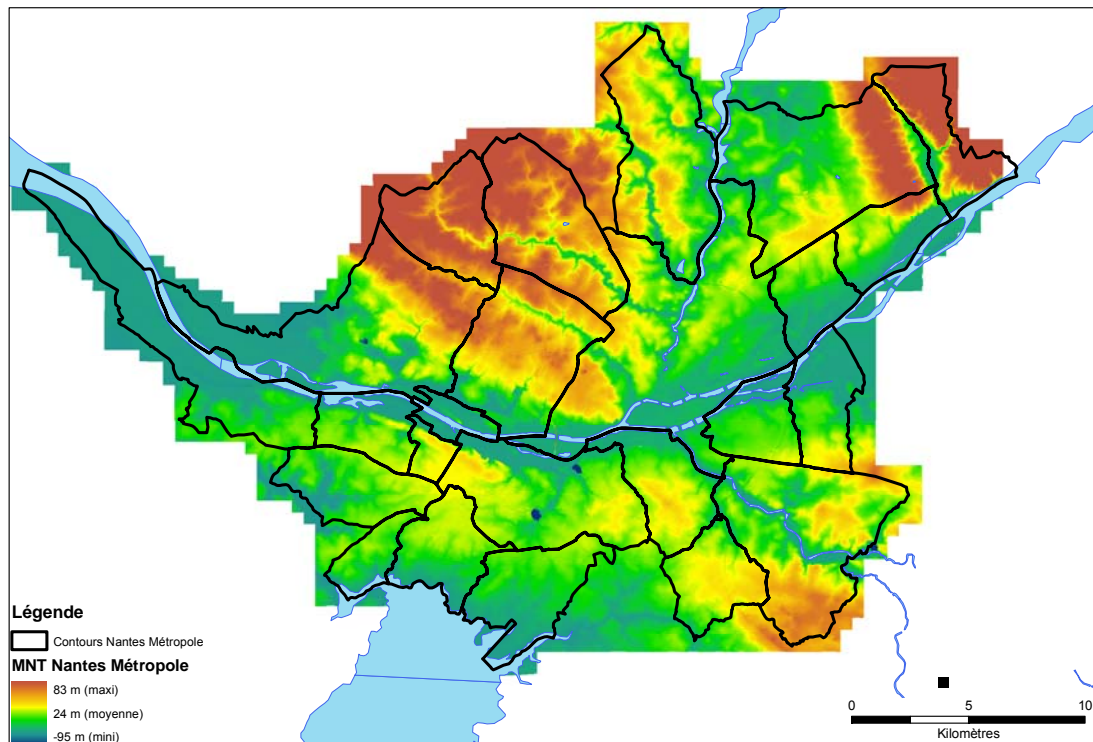 Légende
Contours Nantes Métropole
MNT Nantes Métropole
83 m (maxi)
24 m (moyenne)
-95 m (mini)
0 5 10
Kilomètres